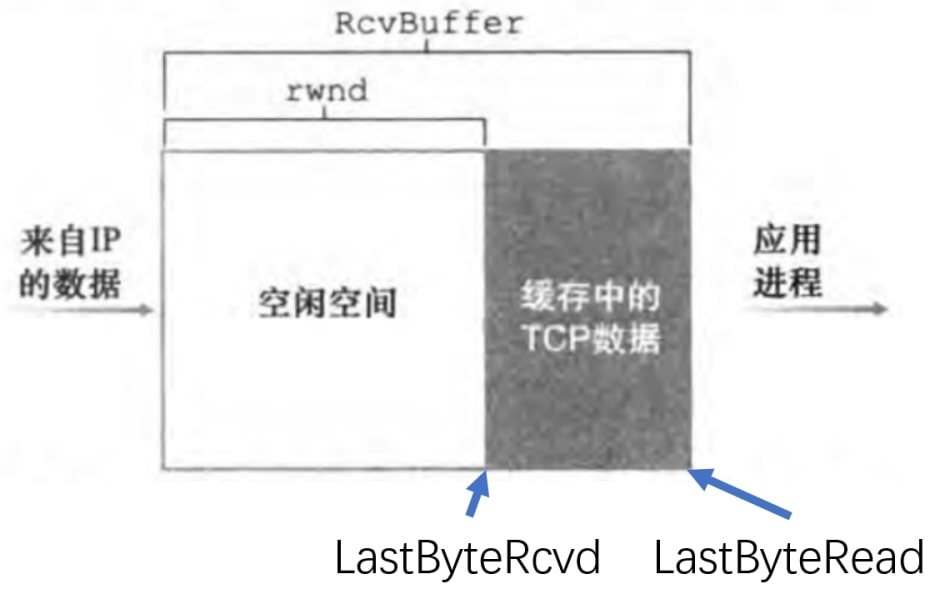 RcvBuffer
rwnd
来自IP
的数据
空闲空间
缓存中的
TCP数据
应用
进程
LastByteRcvd
LastByteRead